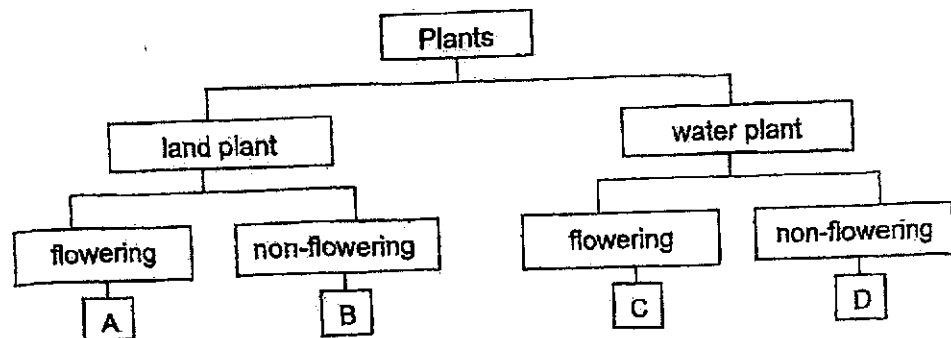 Plants
land plant
water plant
flowering
non-flowering
flowering
non-flowering
A
B
C
D